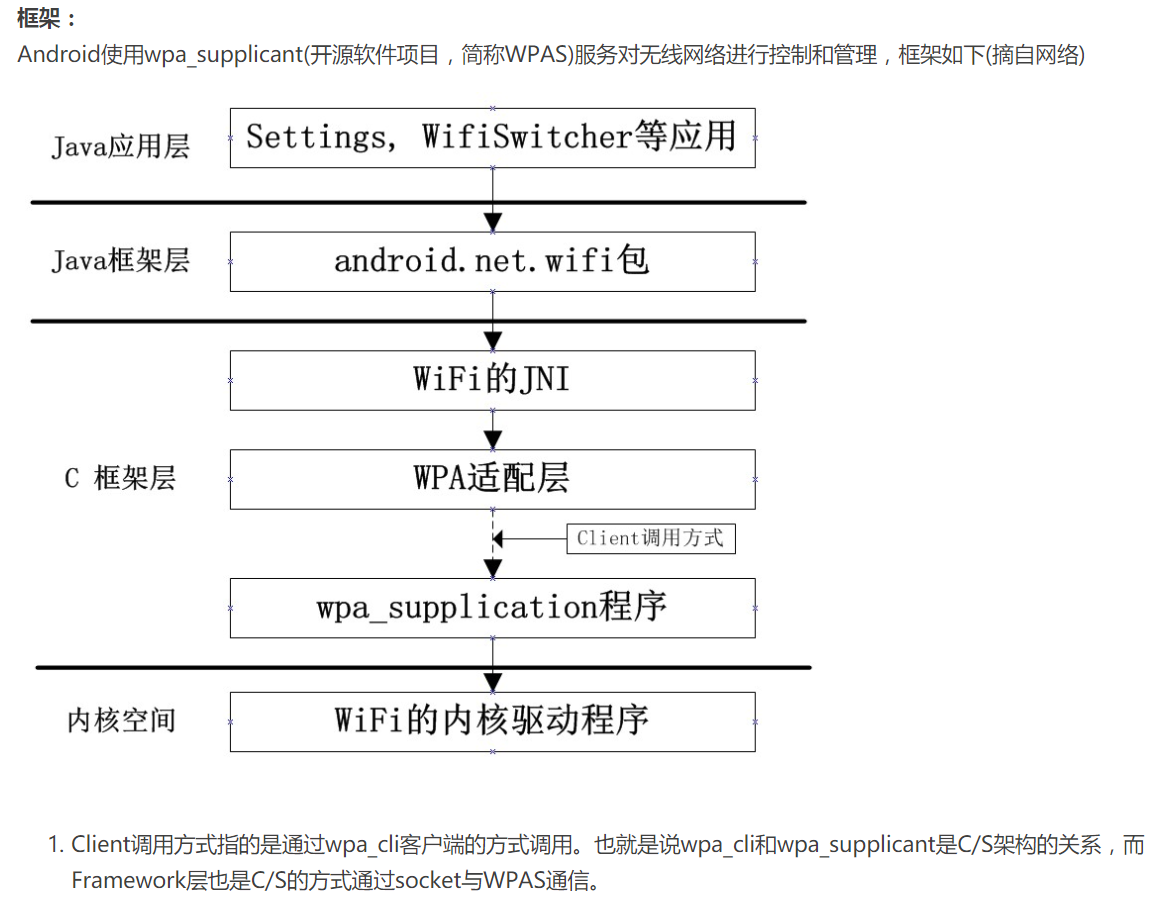 框架：
Android使用wpa_supplicant(开源软件项目，简称WPAS)服务对无线网络进行控制和管理，框架如下(摘自网络)
Java应用层
Settings, WifiSwitcher等应用
Java框架层
android.net.wifi包
WiFi的JNI
C 框架层
WPA适配层
Client调用方式
wpa_supplication程序
内核空间
WiFi的内核驱动程序
1. Client调用方式指的是通过wpa_cli客户端的方式调用。也就是说wpa_cli和wpa_supplicant是C/S架构的关系，而
Framework层也是C/S的方式通过socket与WPAS通信。